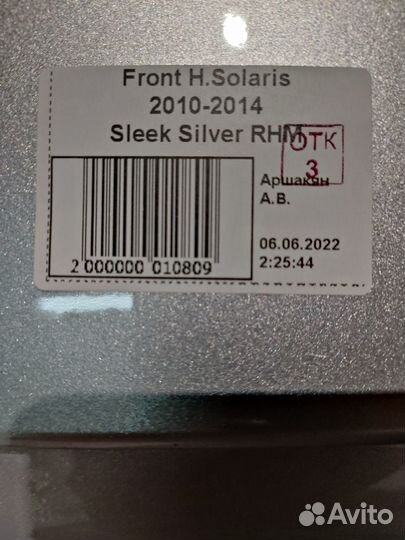 Front H.Solaris
2010-2014
Sleek Silver RHM
ОТК
3
Аршакян
А.В.
06.06.2022
2:25:44
2 000000 010809
Avito